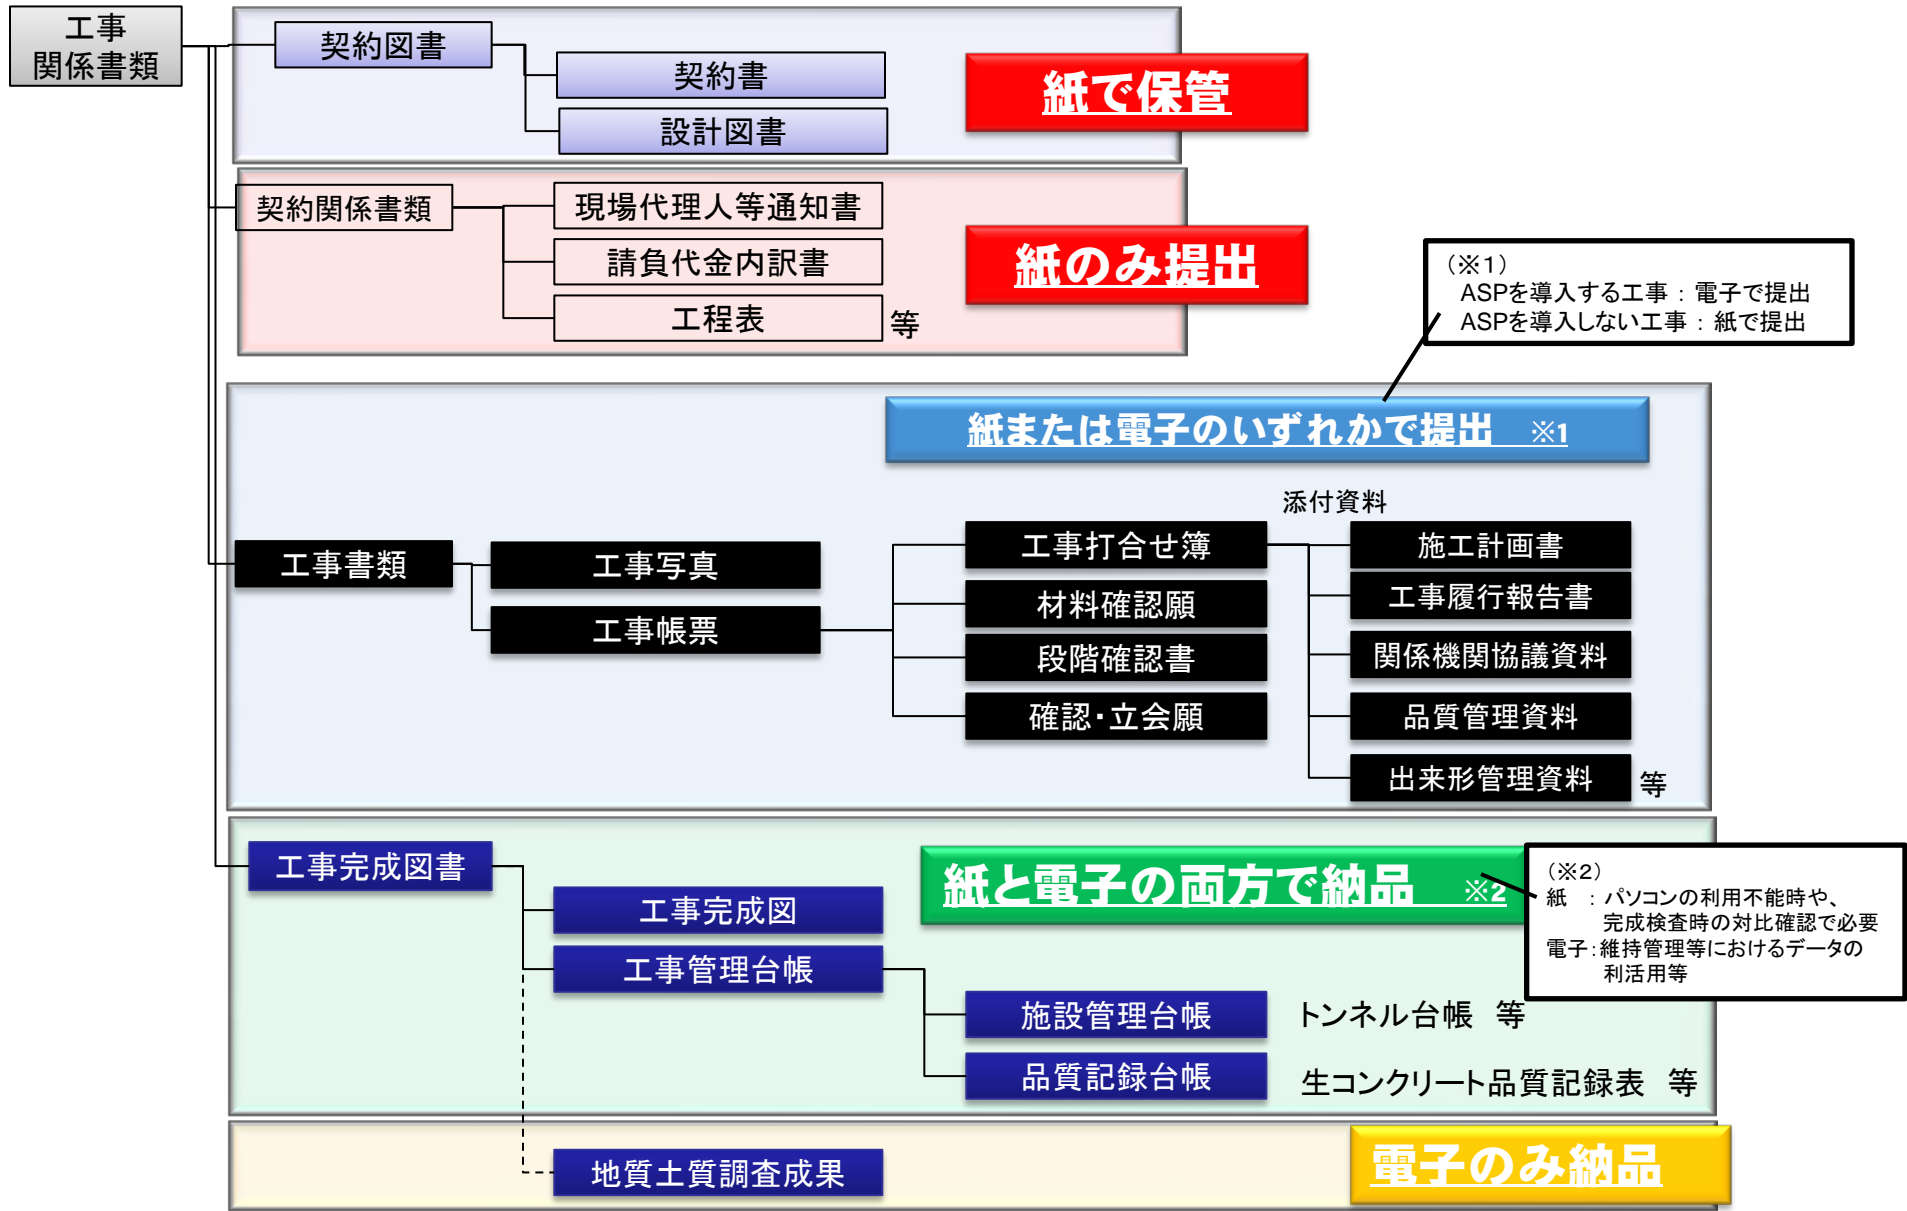 工事
関係書類
契約図書
契約書
設計図書
紙で保管
契約関係書類
現場代理人等通知書
請負代金内訳書
工程表
等
紙のみ提出
(※1)
ASPを導入する工事：電子で提出
ASPを導入しない工事：紙で提出
紙または電子のいずれかで提出　※1
添付資料
工事書類
工事写真
工事帳票
工事打合せ簿
材料確認願
段階確認書
確認・立会願
施工計画書
工事履行報告書
関係機関協議資料
品質管理資料
出来形管理資料
等
工事完成図書
紙と電子の両方で納品　※2
(※2)
紙　：パソコンの利用不能時や、
完成検査時の対比確認で必要
電子：維持管理等におけるデータの
利活用等
工事完成図
工事管理台帳
施設管理台帳
トンネル台帳　等
品質記録台帳
生コンクリート品質記録表　等
地質土質調査成果
電子のみ納品